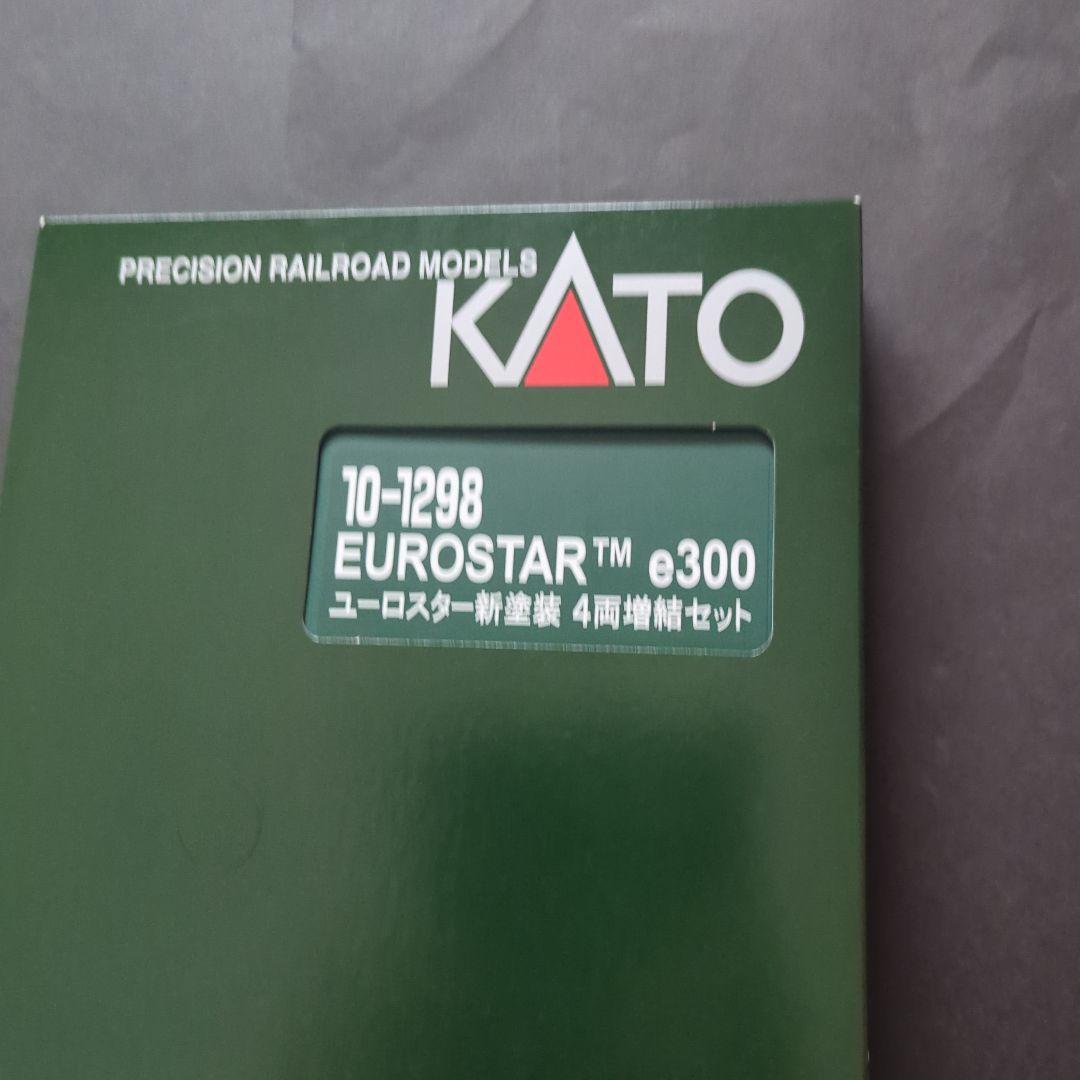 PRECISION RAILROAD MODELS
KATO
10-1298
EUROSTAR™ e300
ユーロスター新塗装 4両増結セット